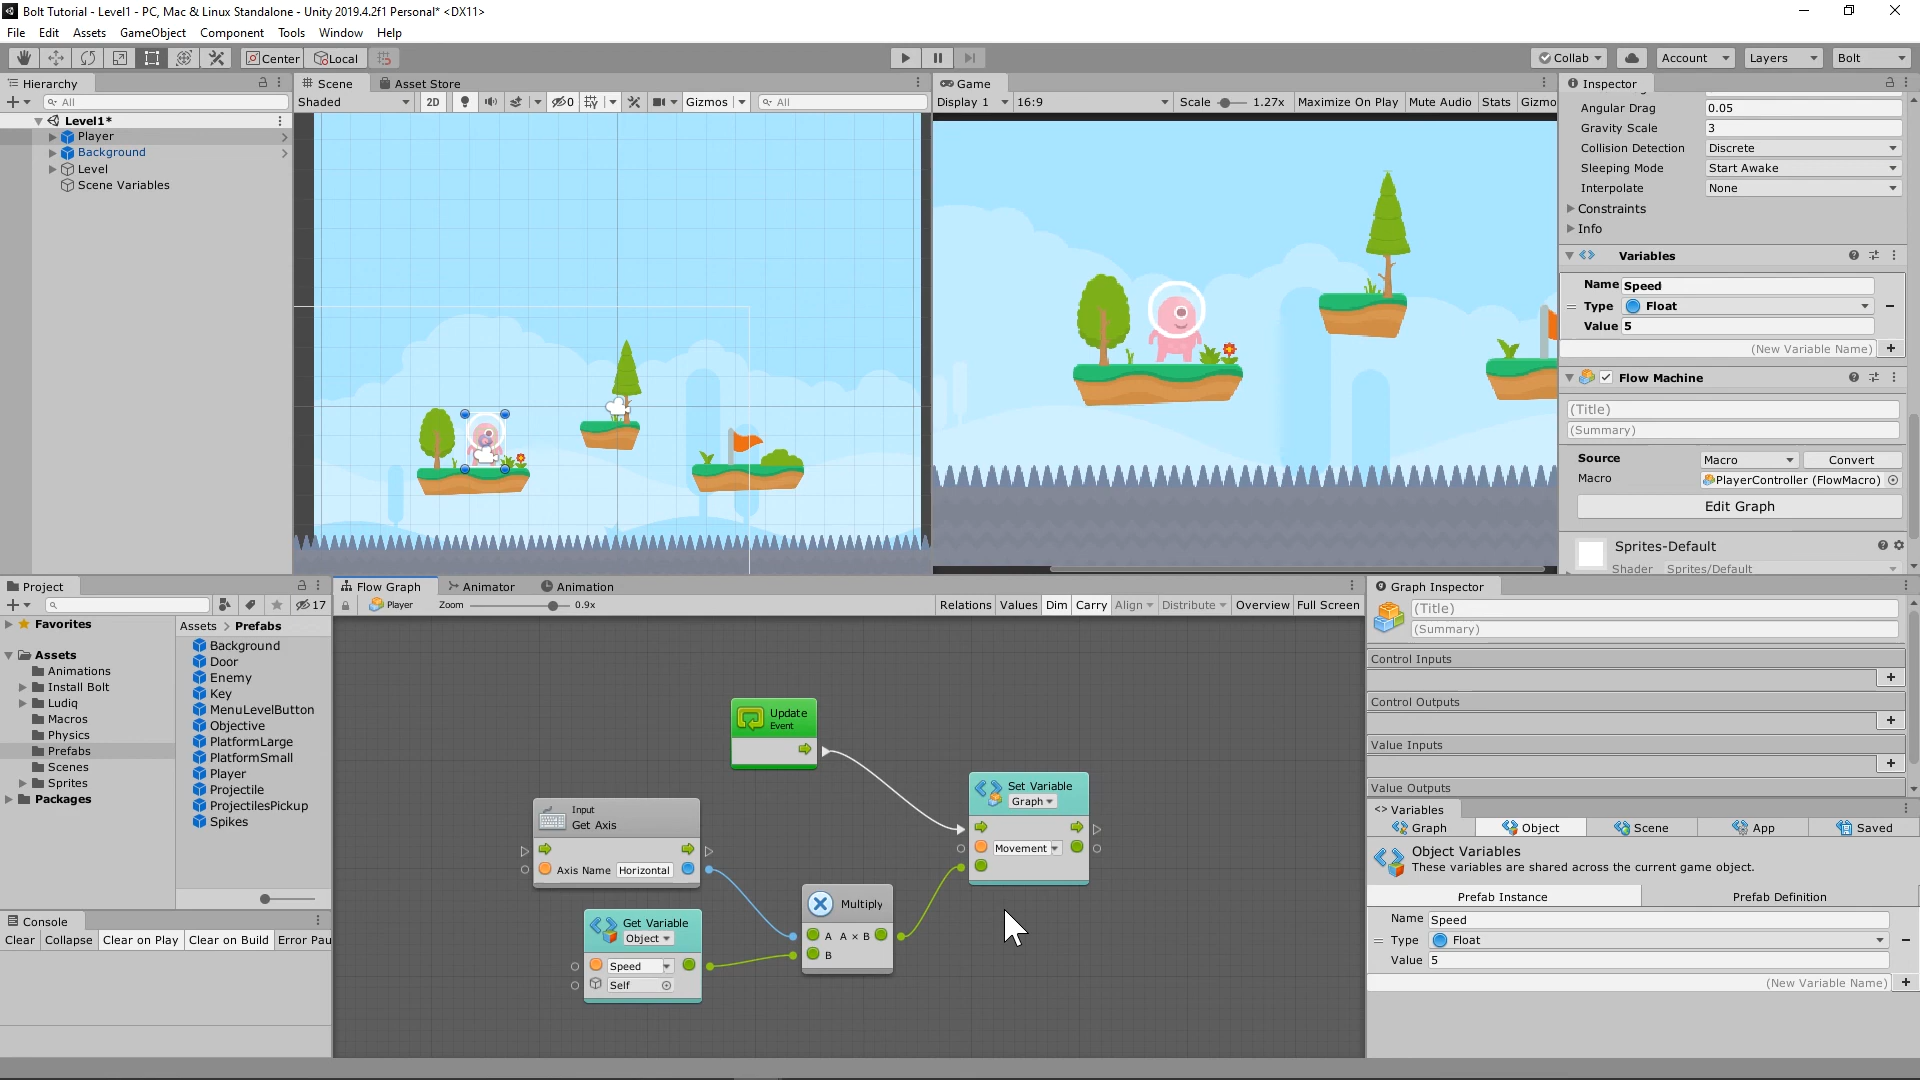 Bolt Tutorial - Level1 - PC, Mac & Linux Standalone - Unity 2019.4.2f1 Personal* <DX11>
File Edit Assets GameObject Component Tools Window Help
Center Local
Collab Account Layers Bolt
Hierarchy
All
Level1*
Player
Background
Level
Scene Variables
Scene Asset Store
Shaded 2D 0 Gizmos All
Game
Display 1 16:9 Scale 1.27x Maximize On Play Mute Audio Stats Gizmo
Inspector
Angular Drag 0.05
Gravity Scale 3
Collision Detection Discrete
Sleeping Mode Start Awake
Interpolate None
Constraints
Info
Variables
Name Speed
Type Float
Value 5
(New Variable Name)
Flow Machine
(Title)
(Summary)
Source Macro Convert
Macro PlayerController (FlowMacro)
Edit Graph
Sprites-Default
Shader Sprites/Default
Project
17
Favorites
Assets
Animations
Install Bolt
Ludiq
Macros
Physics
Prefabs
Scenes
Sprites
Packages
Assets > Prefabs
Background
Door
Enemy
Key
MenuLevelButton
Objective
PlatformLarge
PlatformSmall
Player
Projectile
ProjectilesPickup
Spikes
Console
Clear Collapse Clear on Play Clear on Build Error Pau
Flow Graph Animator Animation
Player Zoom 0.9x Relations Values Dim Carry Align Distribute Overview Full Screen
Update
Event
Input
Get Axis
Axis Name Horizontal
Get Variable
Object
Speed
Self
Multiply
A A × B
B
Set Variable
Graph
Movement
Graph Inspector
(Title)
(Summary)
Control Inputs
Control Outputs
Value Inputs
Value Outputs
<> Variables
Graph Object Scene App Saved
Object Variables
These variables are shared across the current game object.
Prefab Instance Prefab Definition
Name Speed
Type Float
Value 5
(New Variable Name)